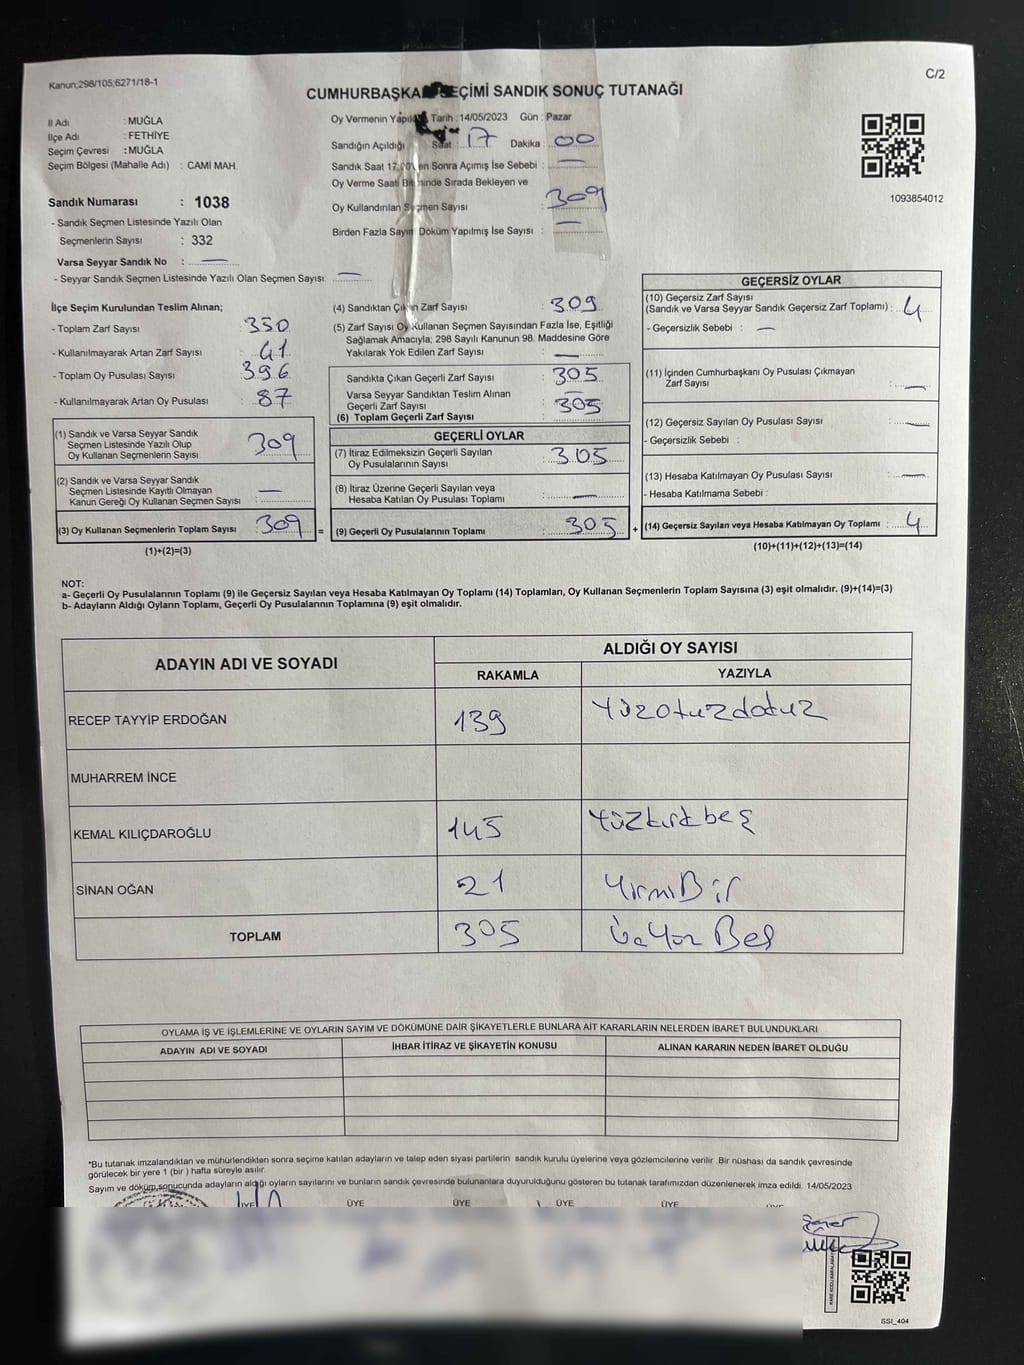 Kanun;298/105,6271/18-1
C/2
CUMHURBAŞKA EÇİMİ SANDIK SONUÇ TUTANAĞI
İl Adı : MUĞLA
İlçe Adı : FETHİYE
Seçim Çevresi : MUĞLA
Seçim Bölgesi (Mahalle Adı) : CAMİ MAH.
Sandık Numarası : 1038
- Sandık Seçmen Listesinde Yazılı Olan
Seçmenlerin Sayısı : 332
Varsa Seyyar Sandık No : —
- Seyyar Sandık Seçmen Listesinde Yazılı Olan Seçmen Sayısı: —
Oy Vermenin Yapıl Tarih : 14/05/2023 Gün : Pazar
Sandığın Açıldığı Saat : 17 Dakika : 00
Sandık Saat 17.00'den Sonra Açımış İse Sebebi : —
Oy Verme Saati Bitiminde Sırada Bekleyen ve
Oy Kullandırılan Seçmen Sayısı : 309
Birden Fazla Sayım Döküm Yapılmış İse Sayısı : —
1093854012
İlçe Seçim Kurulundan Teslim Alınan;
- Toplam Zarf Sayısı : 350
- Kullanılmayarak Artan Zarf Sayısı : 41
- Toplam Oy Pusulası Sayısı : 396
- Kullanılmayarak Artan Oy Pusulası : 87
(1) Sandık ve Varsa Seyyar Sandık
Seçmen Listesinde Yazılı Olup
Oy Kullanan Seçmenlerin Sayısı : 309
(2) Sandık ve Varsa Seyyar Sandık
Seçmen Listesinde Kayıtlı Olmayan
Kanun Gereği Oy Kullanan Seçmen Sayısı : —
(3) Oy Kullanan Seçmenlerin Toplam Sayısı : 309 =
(1)+(2)=(3)
(4) Sandıktan Çıkan Zarf Sayısı : 309
(5) Zarf Sayısı Oy Kullanan Seçmen Sayısından Fazla İse, Eşitliği
Sağlamak Amacıyla; 298 Sayılı Kanunun 98. Maddesine Göre
Yakılarak Yok Edilen Zarf Sayısı : —
Sandıkta Çıkan Geçerli Zarf Sayısı : 305
Varsa Seyyar Sandıktan Teslim Alınan
Geçerli Zarf Sayısı : —
(6) Toplam Geçerli Zarf Sayısı : 305
GEÇERLİ OYLAR
(7) İtiraz Edilmeksizin Geçerli Sayılan
Oy Pusulalarının Sayısı : 305
(8) İtiraz Üzerine Geçerli Sayılan veya
Hesaba Katılan Oy Pusulası Toplamı : —
(9) Geçerli Oy Pusulalarının Toplamı : 305 +
GEÇERSİZ OYLAR
(10) Geçersiz Zarf Sayısı
(Sandık ve Varsa Seyyar Sandık Geçersiz Zarf Toplamı) : 4
- Geçersizlik Sebebi : —
(11) İçinden Cumhurbaşkanı Oy Pusulası Çıkmayan
Zarf Sayısı : —
(12) Geçersiz Sayılan Oy Pusulası Sayısı : —
- Geçersizlik Sebebi :
(13) Hesaba Katılmayan Oy Pusulası Sayısı : —
- Hesaba Katılmama Sebebi :
(14) Geçersiz Sayılan veya Hesaba Katılmayan Oy Toplamı : 4
(10)+(11)+(12)+(13)=(14)
NOT:
a- Geçerli Oy Pusulalarının Toplamı (9) ile Geçersiz Sayılan veya Hesaba Katılmayan Oy Toplamı (14) Toplamları, Oy Kullanan Seçmenlerin Toplam Sayısına (3) eşit olmalıdır. (9)+(14)=(3)
b- Adayların Aldığı Oyların Toplamı, Geçerli Oy Pusulalarının Toplamına (9) eşit olmalıdır.
ADAYIN ADI VE SOYADI
ALDIĞI OY SAYISI
RAKAMLA YAZIYLA
RECEP TAYYİP ERDOĞAN 139 Yüzotuzdokuz
MUHARREM İNCE
KEMAL KILIÇDAROĞLU 145 Yüzkırkbeş
SİNAN OĞAN 21 YirmiBir
TOPLAM 305 ÜçYüzBeş
OYLAMA İŞ VE İŞLEMLERİNE VE OYLARIN SAYIM VE DÖKÜMÜNE DAİR ŞİKAYETLERLE BUNLARA AİT KARARLARIN NELERDEN İBARET BULUNDUKLARI
ADAYIN ADI VE SOYADI İHBAR İTİRAZ VE ŞİKAYETİN KONUSU ALINAN KARARIN NEDEN İBARET OLDUĞU
*Bu tutanak imzalandıktan ve mühürlendikten sonra seçime katılan adayların ve talep eden siyasi partilerin sandık kurulu üyelerine veya gözlemcilerine verilir .Bir nüshası da sandık çevresinde
görülecek bir yere 1 (bir ) hafta süreyle asılır.
Sayım ve döküm sonucunda adayların aldığı oyların sayılarını ve bunların sandık çevresinde bulunanlara duyurulduğunu gösteren bu tutanak tarafımızdan düzenlenerek imza edildi. 14/05/2023
ÜYE ÜYE ÜYE ÜYE ÜYE
SSI_404